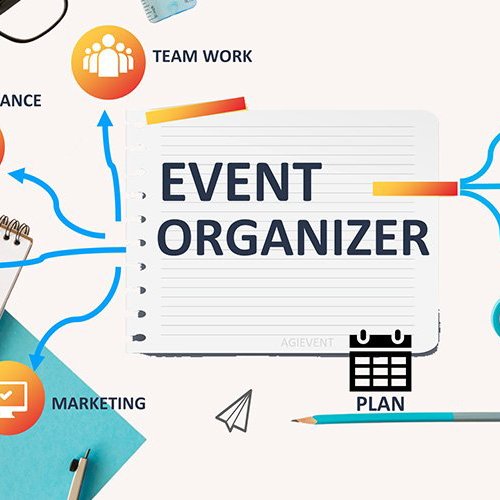 TEAM WORK
ANCE
EVENT
ORGANIZER
AGIEVENT
PLAN
MARKETING